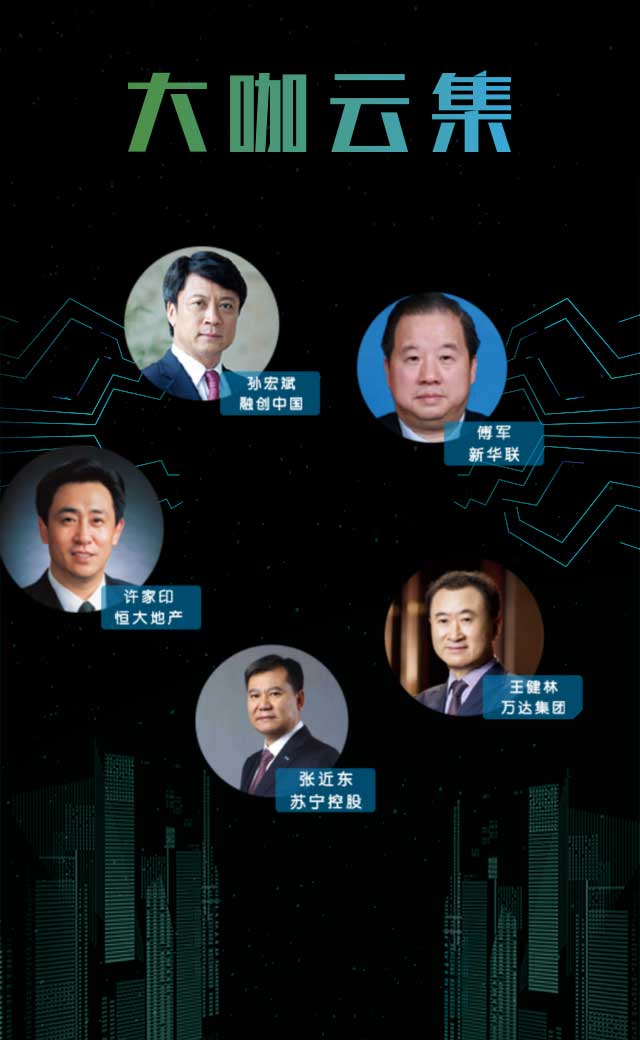 大咖云集
孙宏斌
融创中国
傅军
新华联
许家印
恒大地产
王健林
万达集团
张近东
苏宁控股